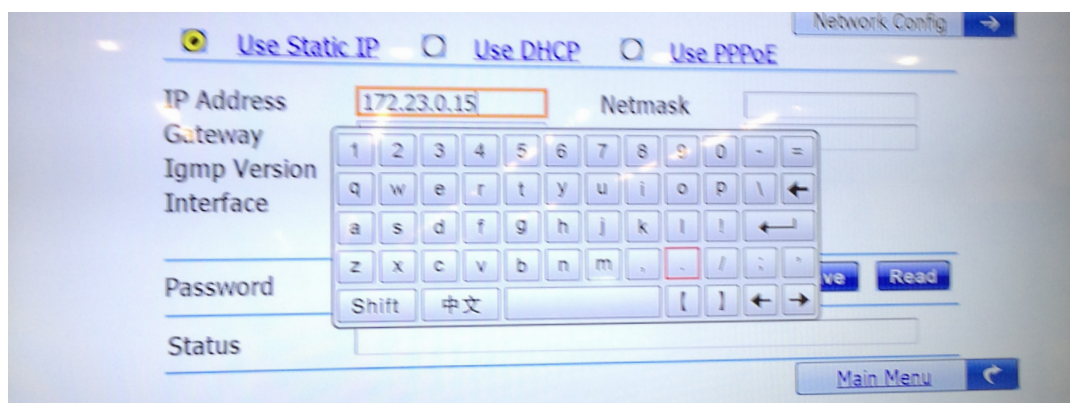 Network Config
Use Static IP Use DHCP Use PPPoE
IP Address 172.23.0.15 Netmask
Gateway
1 2 3 4 5 6 7 8 9 0 - =
Igmp Version
q w e r t y u i o p \ ←
Interface
a s d f g h j k l ! ↵
z x c v b n m , . / ; '
Password ve Read
Shift 中文 [ ] ← →
Status
Main Menu